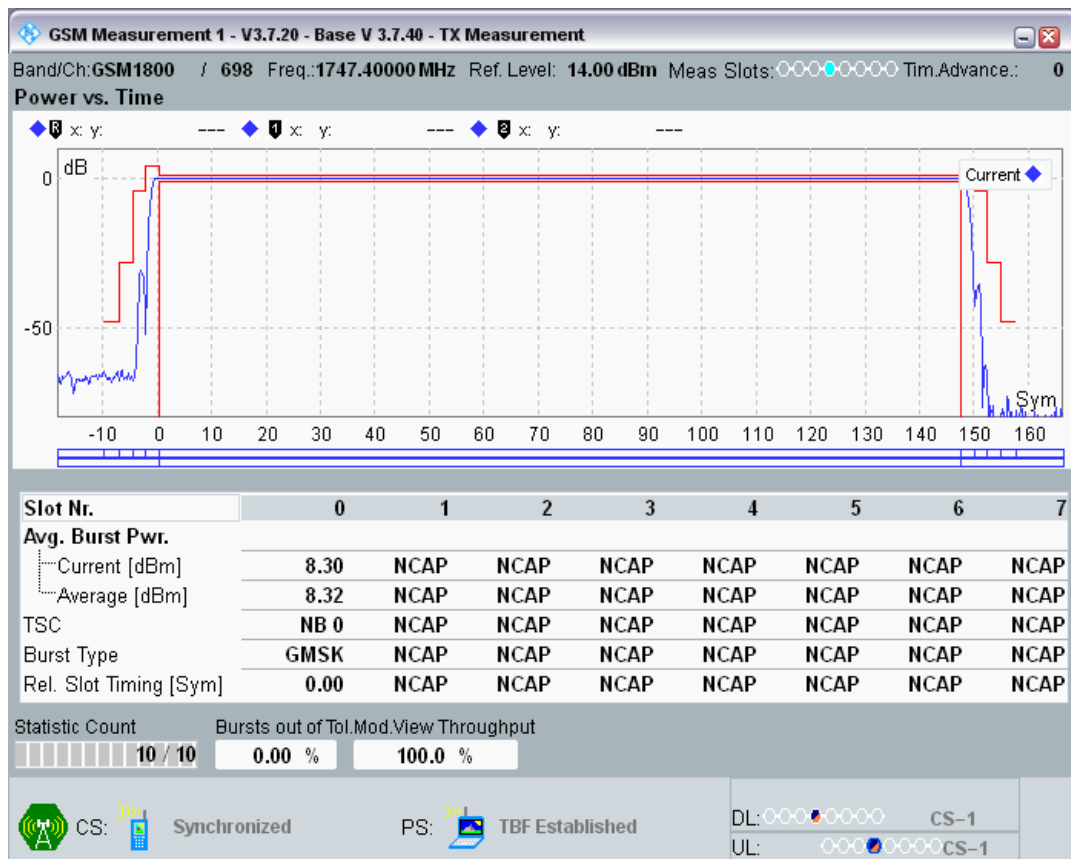 GSM Measurement 1 - V3.7.20 - Base V 3.7.40 - TX Measurement
Band/Ch:GSM1800 / 698 Freq.:1747.40000 MHz Ref. Level: 14.00 dBm Meas Slots: Tim.Advance.: 0
Power vs. Time
R x: y: --- 1 x: y: --- 2 x: y: ---
dB
Current
0
-50
Sym
-10 0 10 20 30 40 50 60 70 80 90 100 110 120 130 140 150 160
Slot Nr. 0 1 2 3 4 5 6 7
Avg. Burst Pwr.
Current [dBm] 8.30 NCAP NCAP NCAP NCAP NCAP NCAP NCAP
Average [dBm] 8.32 NCAP NCAP NCAP NCAP NCAP NCAP NCAP
TSC NB 0 NCAP NCAP NCAP NCAP NCAP NCAP NCAP
Burst Type GMSK NCAP NCAP NCAP NCAP NCAP NCAP NCAP
Rel. Slot Timing [Sym] 0.00 NCAP NCAP NCAP NCAP NCAP NCAP NCAP
Statistic Count Bursts out of Tol.Mod.View Throughput
10 / 10 0.00 % 100.0 %
CS: Synchronized PS: TBF Established DL: CS-1
UL: CS-1